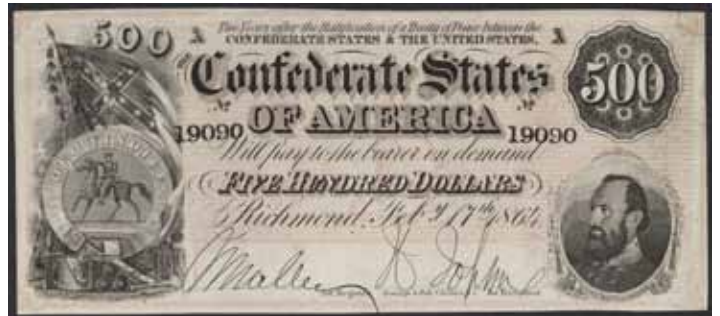 500 A Two Years after the Ratification of a Treaty of Peace between the A
CONFEDERATE STATES & THE UNITED STATES,
Confederate States 500
No 19090 OF AMERICA No 19090
Will pay to the bearer on demand
FIVE HUNDRED DOLLARS
Richmond, Feby. 17th 1864